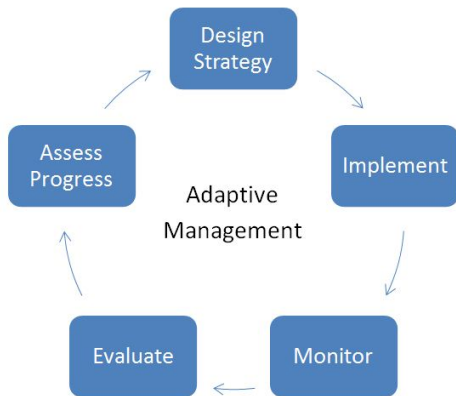 Design
Strategy
Implement
Monitor
Evaluate
Assess
Progress
Adaptive
Management